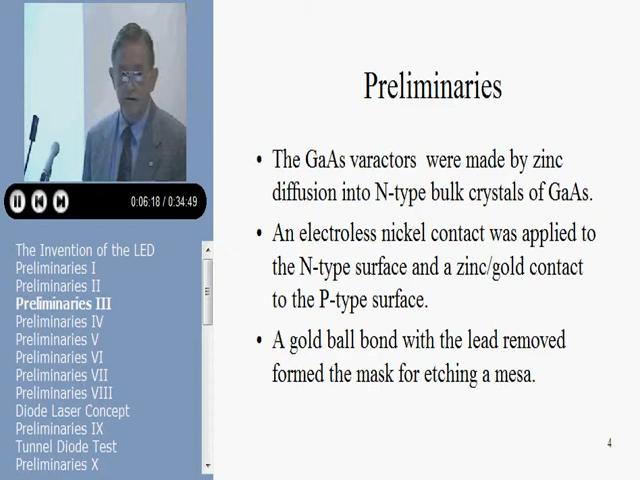 0:06:18 / 0:34:49
The Invention of the LED
Preliminaries I
Preliminaries II
Preliminaries III
Preliminaries IV
Preliminaries V
Preliminaries VI
Preliminaries VII
Preliminaries VIII
Diode Laser Concept
Preliminaries IX
Tunnel Diode Test
Preliminaries X
Preliminaries
• The GaAs varactors were made by zinc
diffusion into N-type bulk crystals of GaAs.
• An electroless nickel contact was applied to
the N-type surface and a zinc/gold contact
to the P-type surface.
• A gold ball bond with the lead removed
formed the mask for etching a mesa.
4